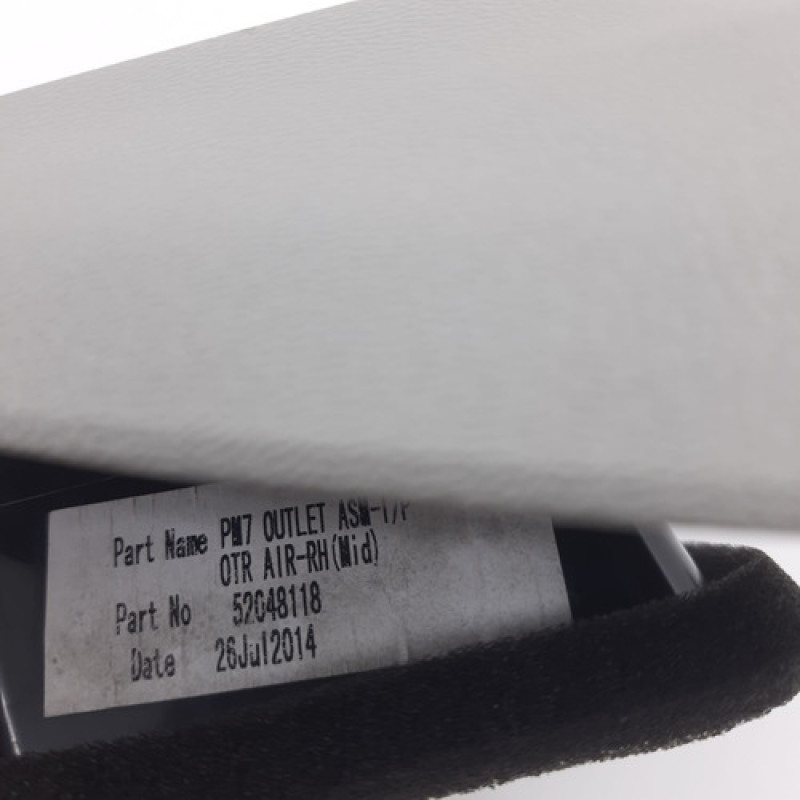 Part Name PM7 OUTLET ASM-I/P
OTR AIR-RH(Mid)
Part No 52048118
Date 26Jul2014